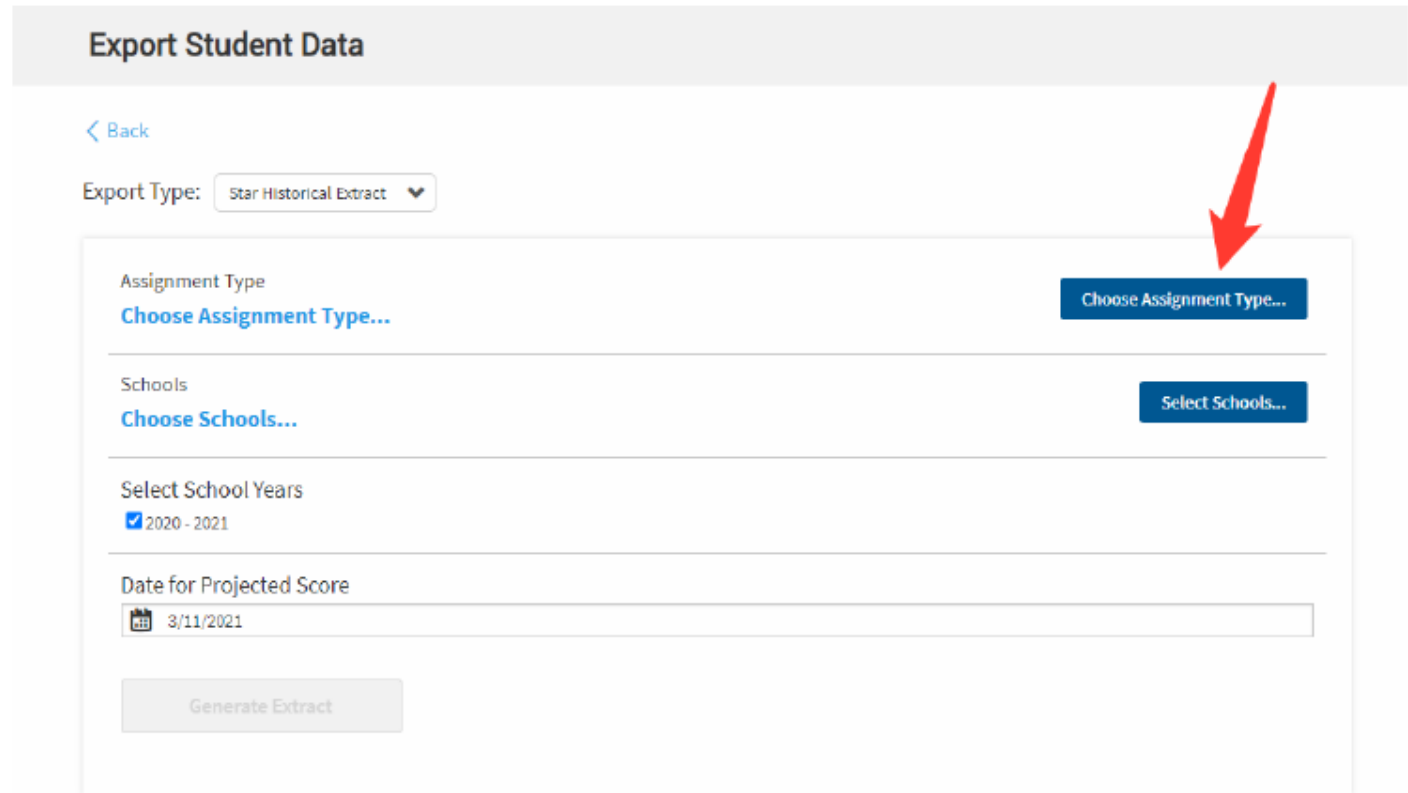 Export Student Data
Back
Export Type: Star Historical Extract
Assignment Type
Choose Assignment Type...
Choose Assignment Type...
Schools
Choose Schools...
Select Schools...
Select School Years
2020 - 2021
Date for Projected Score
3/11/2021
Generate Extract